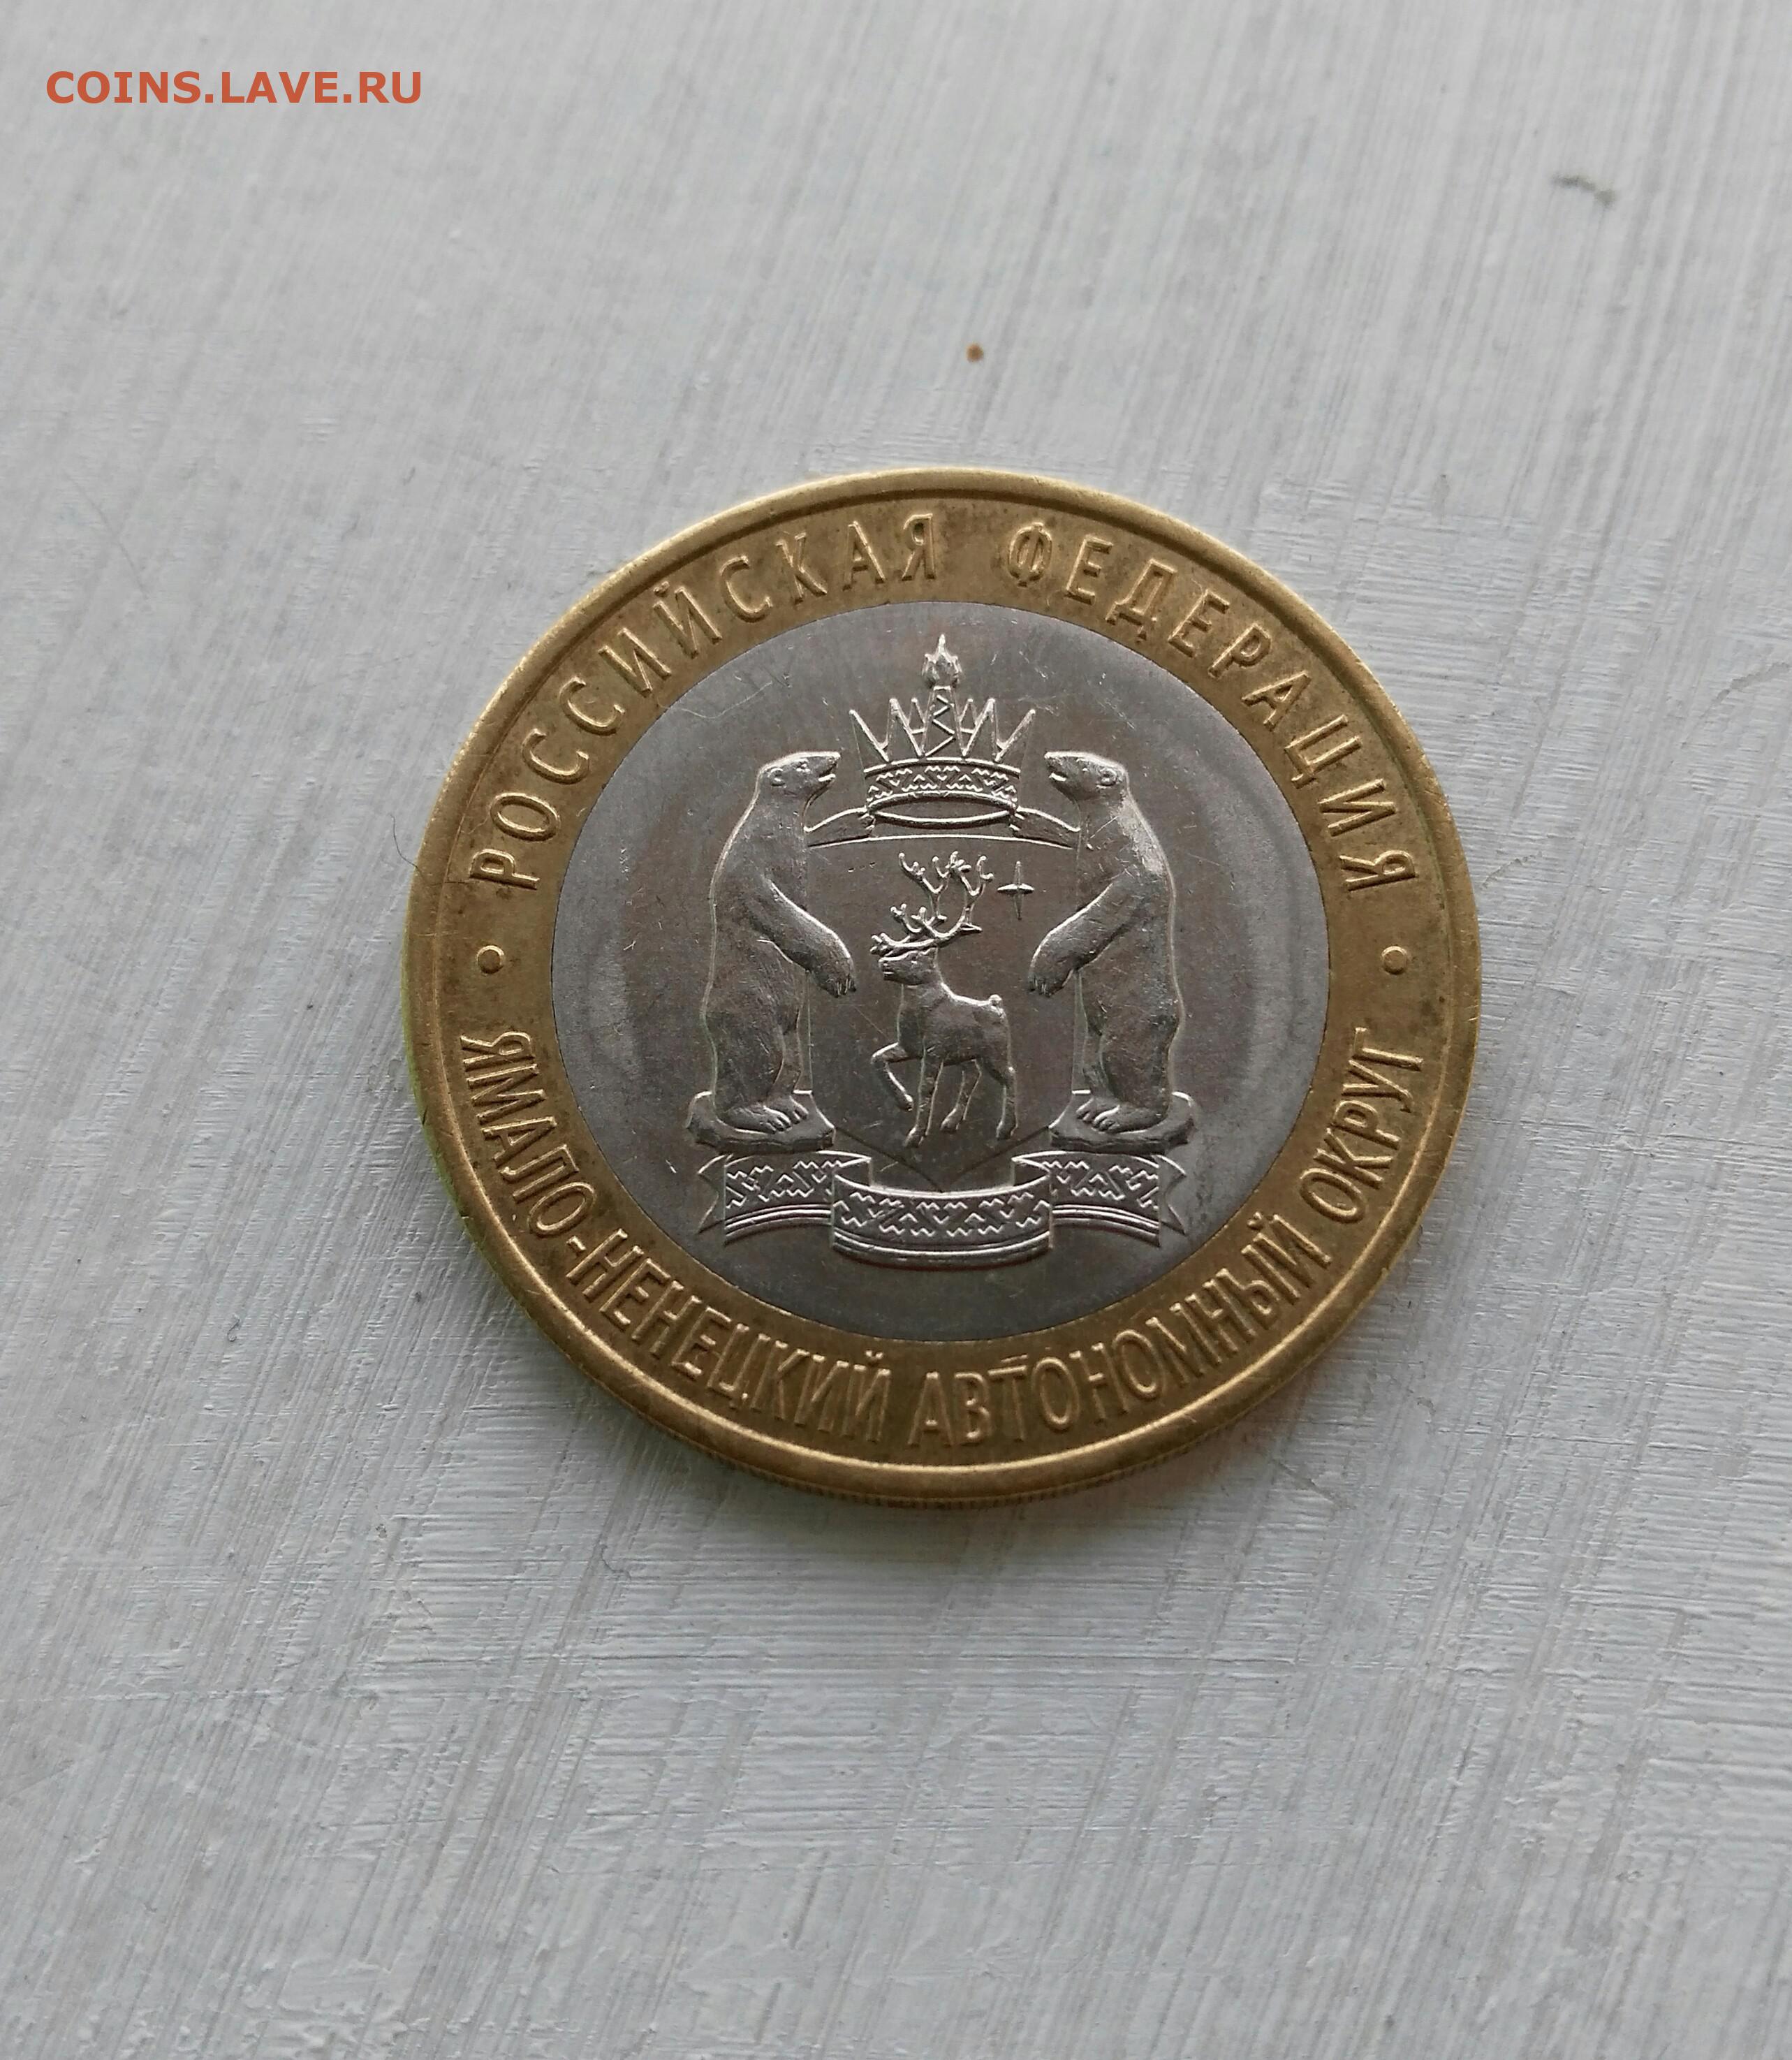 COINS.LAVE.RU
РОССИЙСКАЯ ФЕДЕРАЦИЯ
ЯМАЛО-НЕНЕЦКИЙ АВТОНОМНЫЙ ОКРУГ